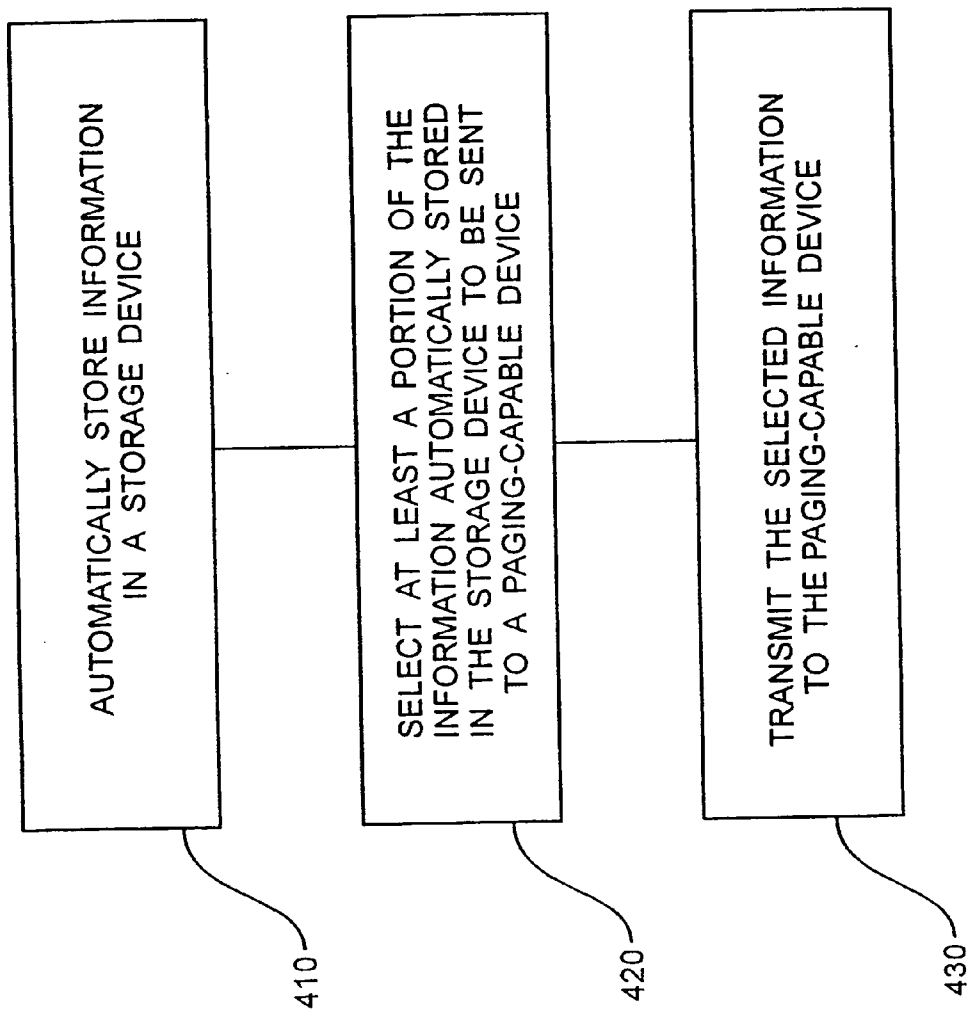 AUTOMATICALLY STORE INFORMATION
IN A STORAGE DEVICE
410
SELECT AT LEAST A PORTION OF THE
INFORMATION AUTOMATICALLY STORED
IN THE STORAGE DEVICE TO BE SENT
TO A PAGING-CAPABLE DEVICE
420
TRANSMIT THE SELECTED INFORMATION
TO THE PAGING-CAPABLE DEVICE
430